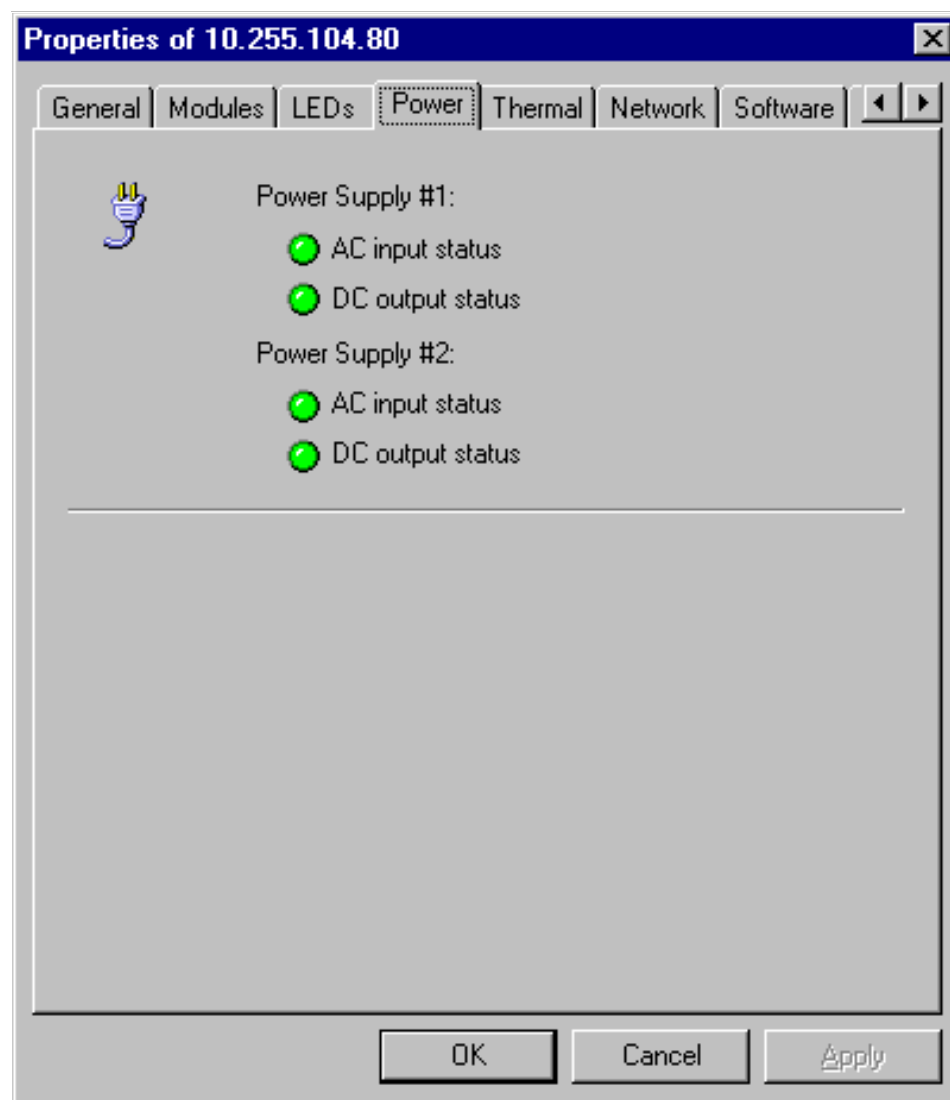 Properties of 10.255.104.80
General Modules LEDs Power Thermal Network Software
Power Supply #1:
AC input status
DC output status
Power Supply #2:
AC input status
DC output status
OK Cancel Apply